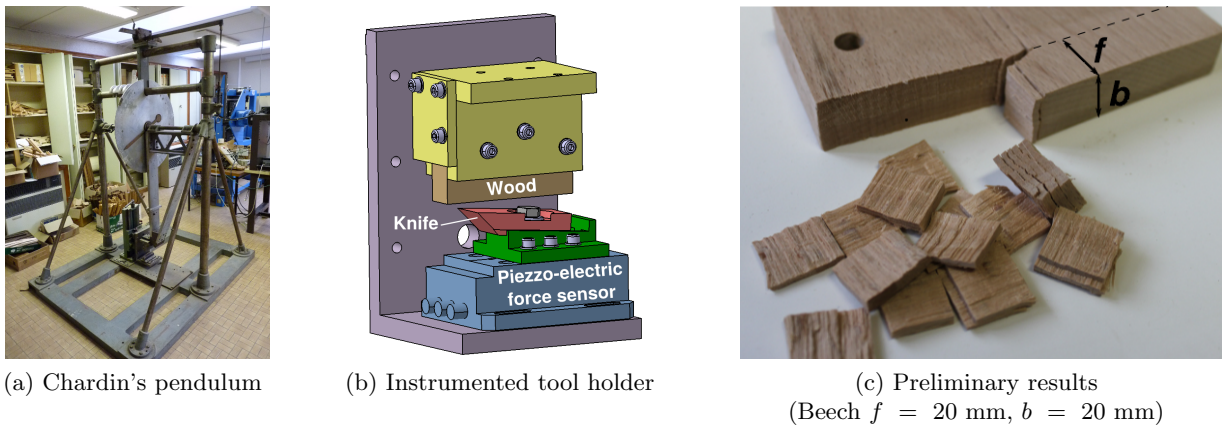 Wood
Knife
Piezzo-electric
force sensor
f
b
(a) Chardin's pendulum
(b) Instrumented tool holder
(c) Preliminary results
(Beech f = 20 mm, b = 20 mm)